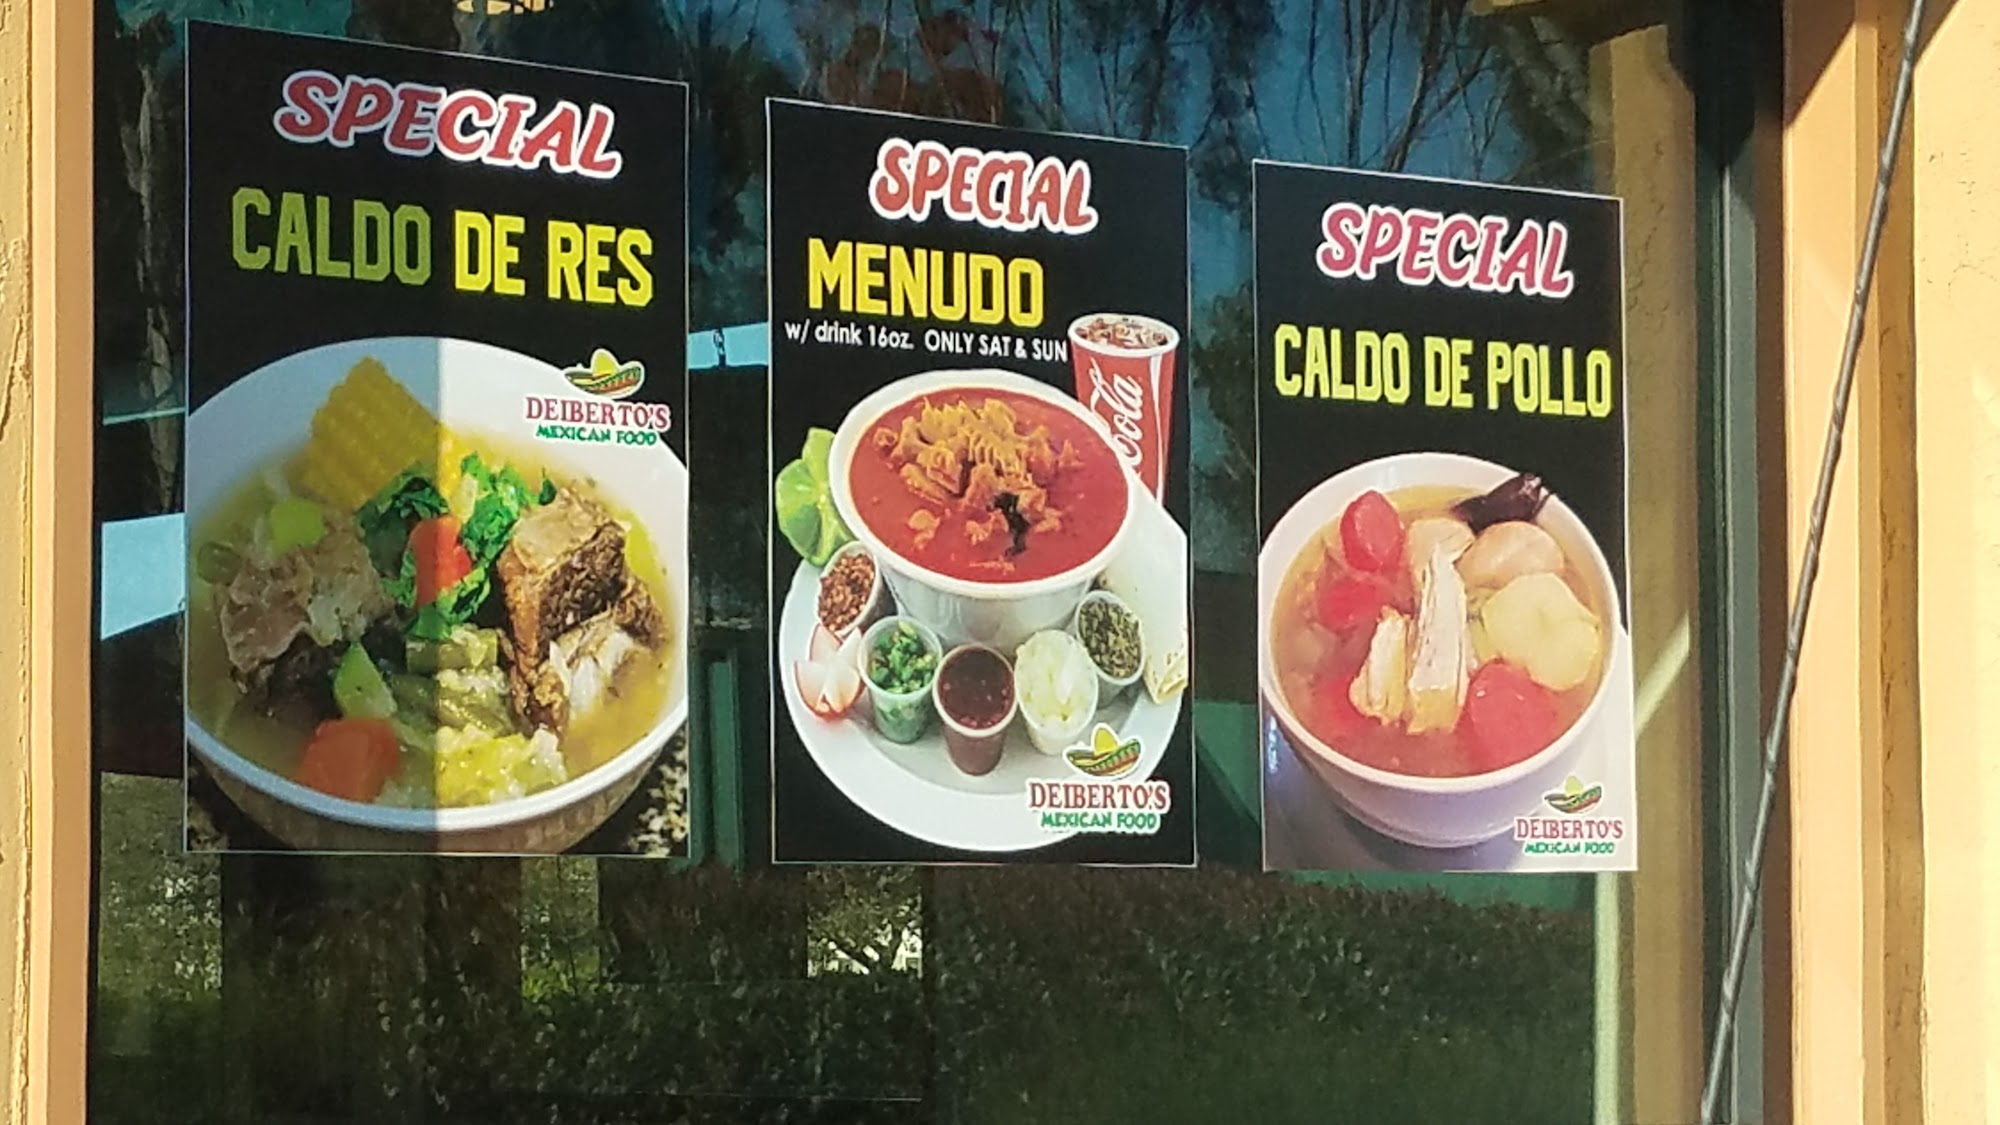 SPECIAL
CALDO DE RES
DEIBERTO'S
MEXICAN FOOD
SPECIAL
MENUDO
w/ drink 16oz. ONLY SAT & SUN
Coca Cola
DEIBERTO'S
MEXICAN FOOD
SPECIAL
CALDO DE POLLO
DEIBERTO'S
MEXICAN FOOD